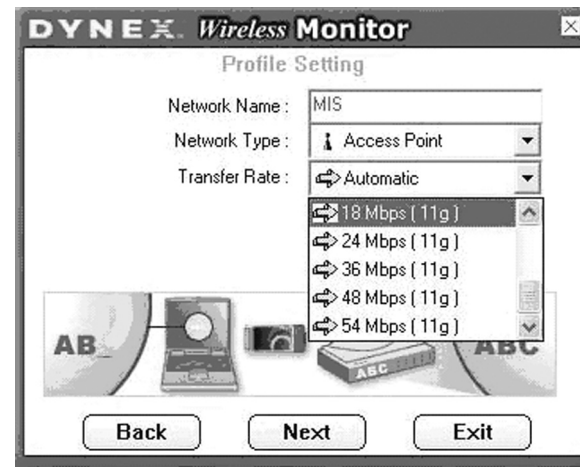 DYNEX Wireless Monitor
Profile Setting
Network Name : MIS
Network Type : Access Point
Transfer Rate : Automatic
18 Mbps ( 11g )
24 Mbps ( 11g )
36 Mbps ( 11g )
48 Mbps ( 11g )
54 Mbps ( 11g )
AB_
ABC
ABC
Back Next Exit